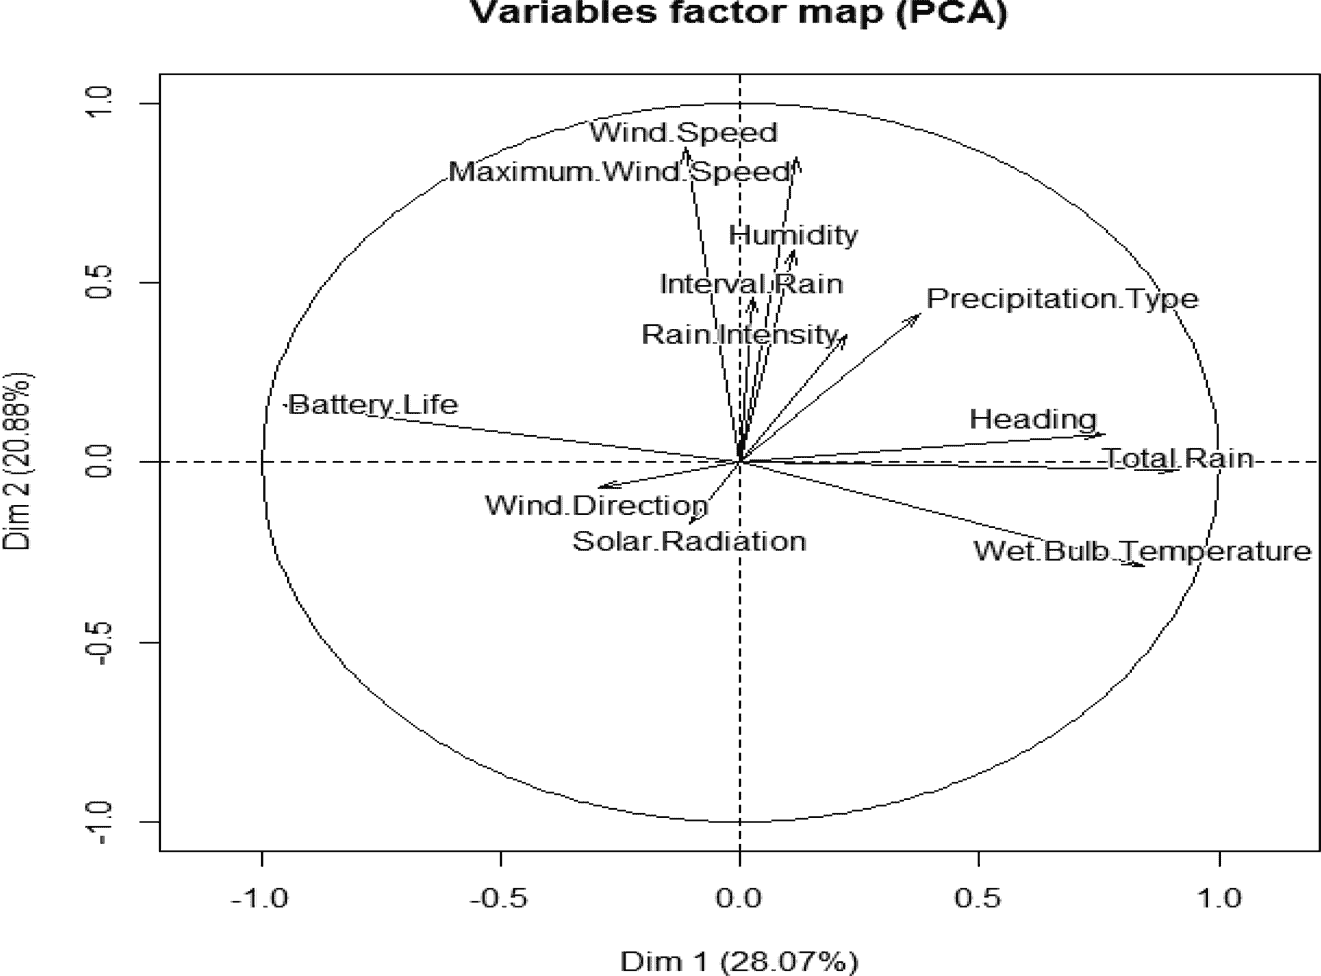 Variables factor map (PCA)
1.0
Wind.Speed
Maximum.Wind.Speed
Humidity
0.5
Interval.Rain
Precipitation.Type
Rain.Intensity
Battery.Life
Heading
Dim 2 (20.88%)
0.0
Total.Rain
Wind.Direction
Solar.Radiation
Wet.Bulb.Temperature
-0.5
-1.0
-1.0 -0.5 0.0 0.5 1.0
Dim 1 (28.07%)